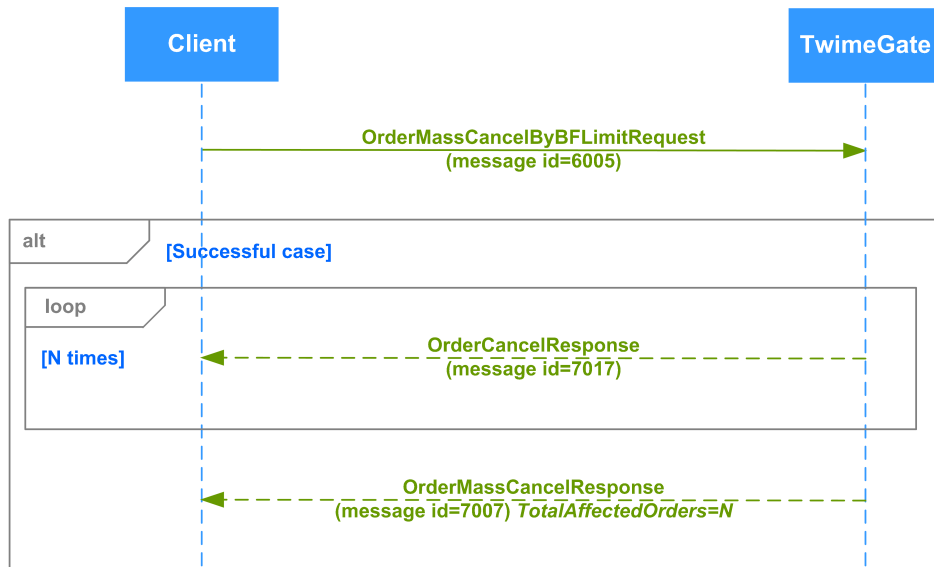 Client
TwimeGate
OrderMassCancelByBFLimitRequest
(message id=6005)
alt
[Successful case]
loop
[N times]
OrderCancelResponse
(message id=7017)
OrderMassCancelResponse
(message id=7007) TotalAffectedOrders=N